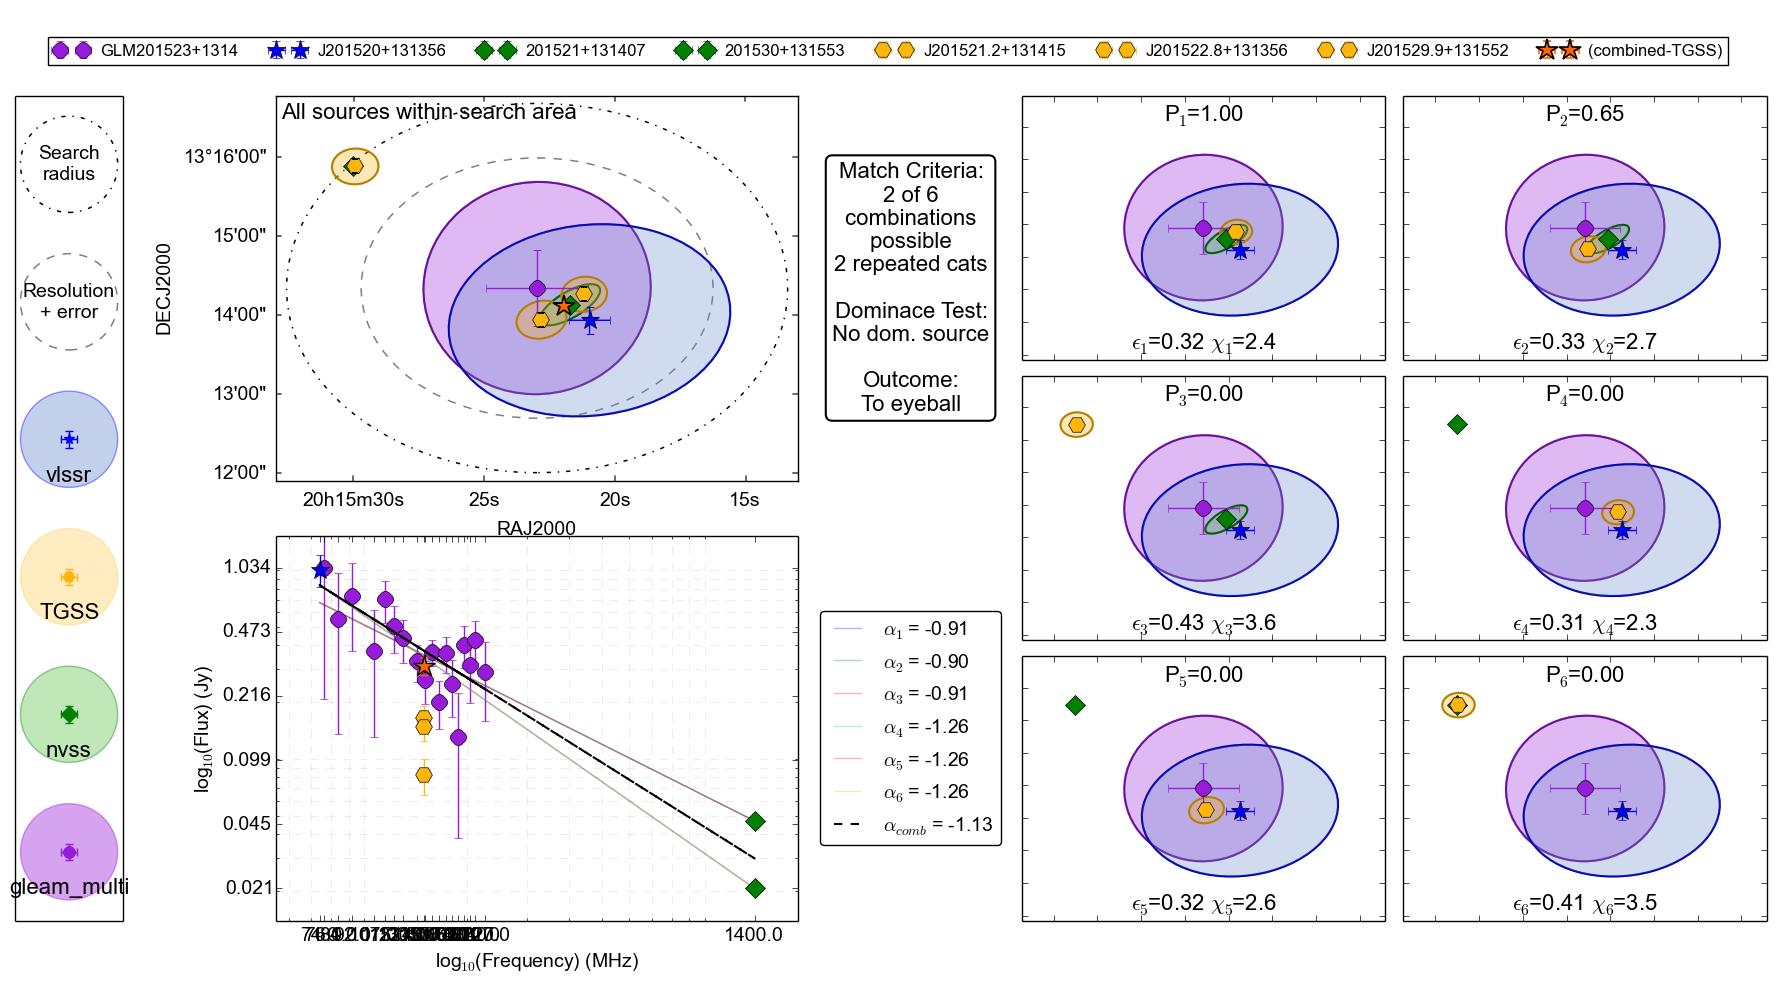 GLM201523+1314 J201520+131356 201521+131407 201530+131553 J201521.2+131415 J201522.8+131356 J201529.9+131552 (combined-TGSS)
Search
radius
Resolution
+ error
vlssr
TGSS
nvss
gleam_multi
All sources within search area
DECJ2000
13°16'00"
15'00"
14'00"
13'00"
12'00"
20h15m30s 25s 20s 15s
RAJ2000
log10(Flux) (Jy)
1.034
0.473
0.216
0.099
0.045
0.021
1400.0
log10(Frequency) (MHz)
Match Criteria:
2 of 6
combinations
possible
2 repeated cats
Dominace Test:
No dom. source
Outcome:
To eyeball
α1 = -0.91
α2 = -0.90
α3 = -0.91
α4 = -1.26
α5 = -1.26
α6 = -1.26
αcomb = -1.13
P1=1.00
ϵ1=0.32 χ1=2.4
P2=0.65
ϵ2=0.33 χ2=2.7
P3=0.00
ϵ3=0.43 χ3=3.6
P4=0.00
ϵ4=0.31 χ4=2.3
P5=0.00
ϵ5=0.32 χ5=2.6
P6=0.00
ϵ6=0.41 χ6=3.5